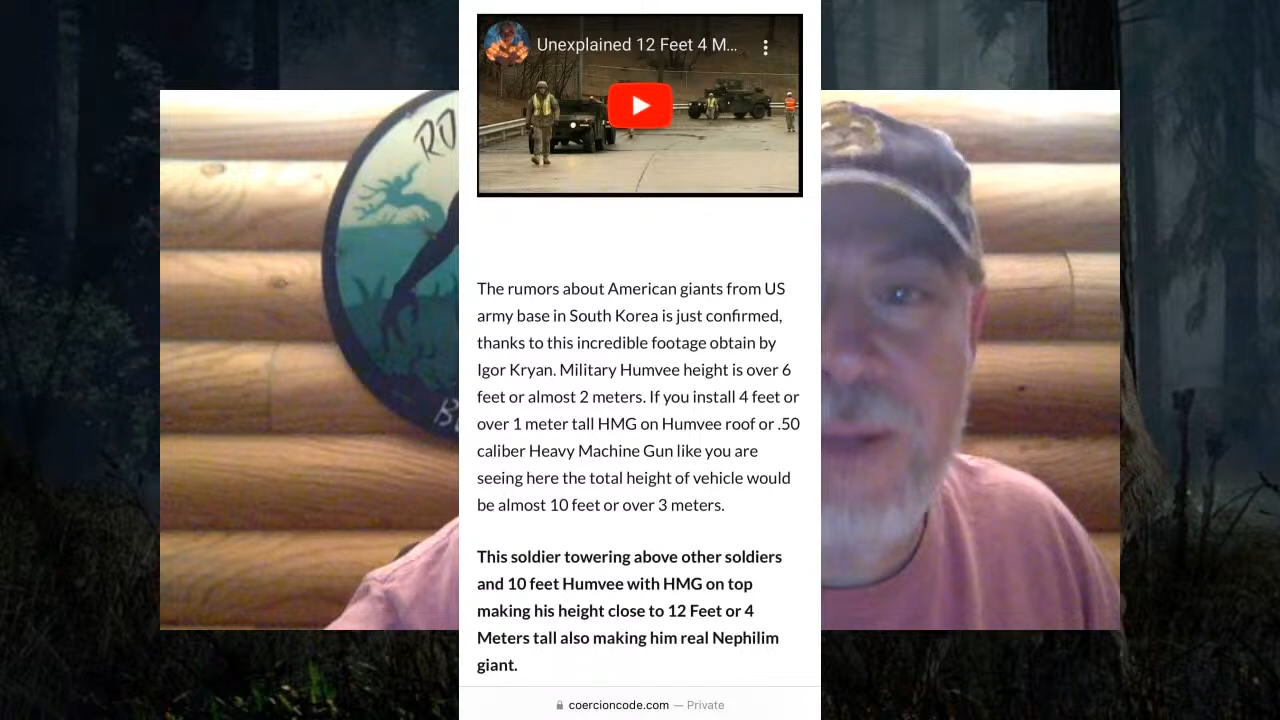 Unexplained 12 Feet 4 M...
RO
The rumors about American giants from US
army base in South Korea is just confirmed,
thanks to this incredible footage obtain by
Igor Kryan. Military Humvee height is over 6
feet or almost 2 meters. If you install 4 feet or
over 1 meter tall HMG on Humvee roof or .50
caliber Heavy Machine Gun like you are
seeing here the total height of vehicle would
be almost 10 feet or over 3 meters.
This soldier towering above other soldiers
and 10 feet Humvee with HMG on top
making his height close to 12 Feet or 4
Meters tall also making him real Nephilim
giant.
coercioncode.com — Private